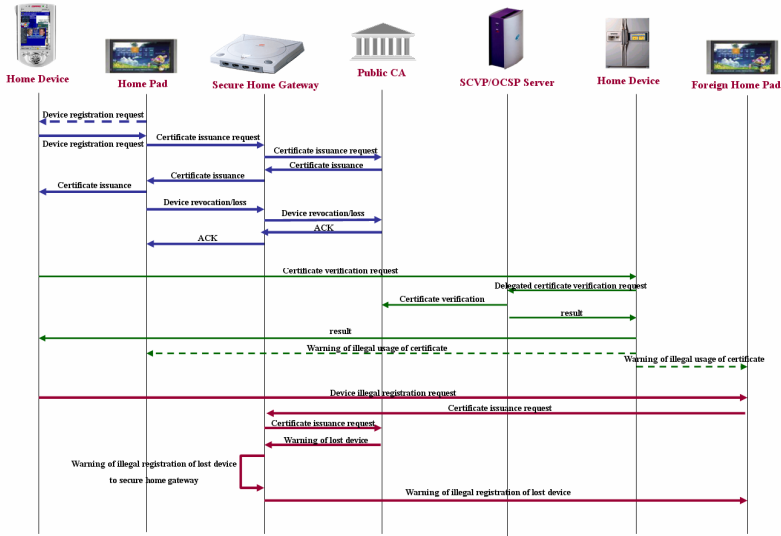 Home Device
Home Pad
Secure Home Gateway
Public CA
SCVP/OCSP Server
Home Device
Foreign Home Pad
Device registration request
Device registration request
Certificate issuance request
Certificate issuance request
Certificate issuance
Certificate issuance
Certificate issuance
Device revocation/loss
Device revocation/loss
ACK
ACK
Certificate verification request
Delegated certificate verification request
Certificate verification
result
result
Warning of illegal usage of certificate
Warning of illegal usage of certificate
Device illegal registration request
Certificate issuance request
Certificate issuance request
Warning of lost device
Warning of illegal registration of lost device
to secure home gateway
Warning of illegal registration of lost device